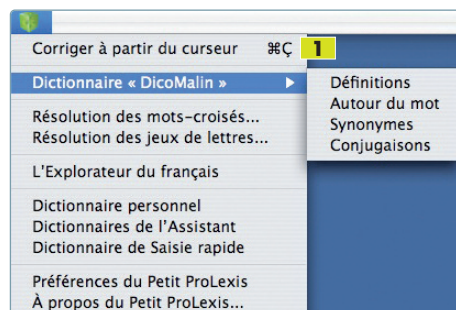 Corriger à partir du curseur ⌘Ç 1
Dictionnaire « DicoMalin » ▶
Définitions
Autour du mot
Synonymes
Conjugaisons
Résolution des mots-croisés...
Résolution des jeux de lettres...
L'Explorateur du français
Dictionnaire personnel
Dictionnaires de l'Assistant
Dictionnaire de Saisie rapide
Préférences du Petit ProLexis
À propos du Petit ProLexis...